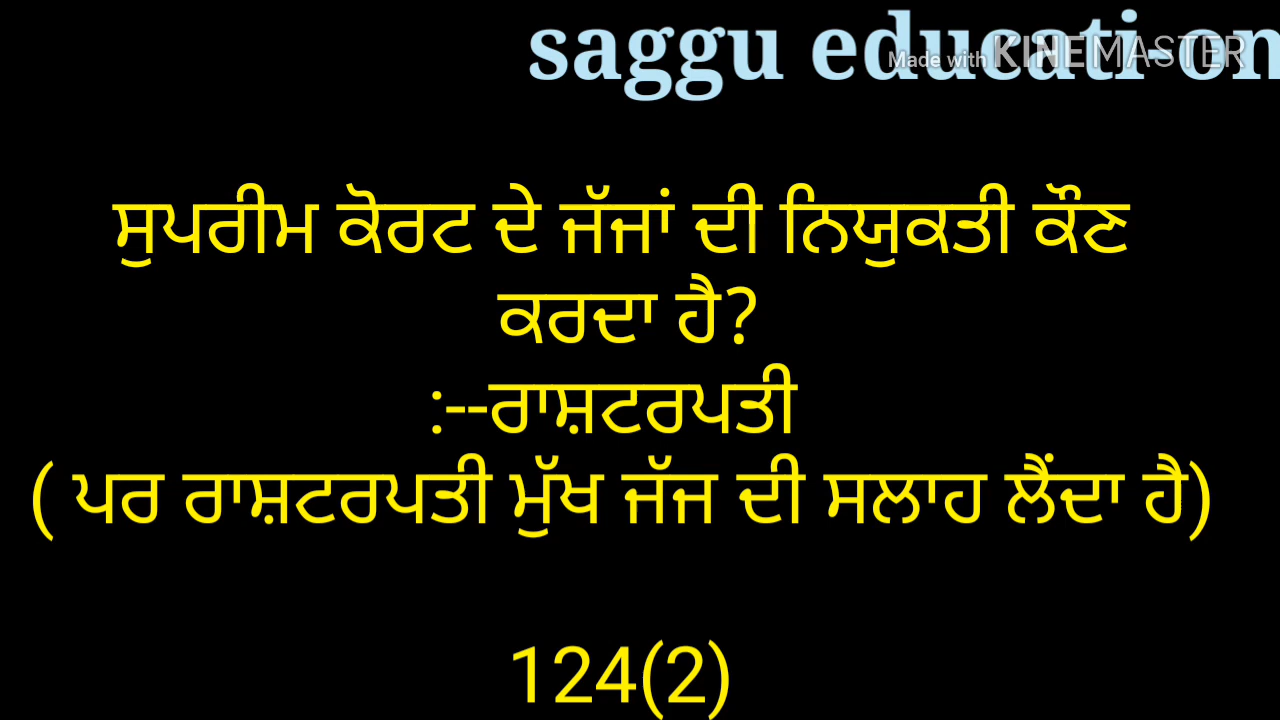 saggu educati-on
Made with KINEMASTER
ਸੁਪਰੀਮ ਕੋਰਟ ਦੇ ਜੱਜਾਂ ਦੀ ਨਿਯੁਕਤੀ ਕੌਣ
ਕਰਦਾ ਹੈ?
:--ਰਾਸ਼ਟਰਪਤੀ
( ਪਰ ਰਾਸ਼ਟਰਪਤੀ ਮੁੱਖ ਜੱਜ ਦੀ ਸਲਾਹ ਲੈਂਦਾ ਹੈ)
124(2)